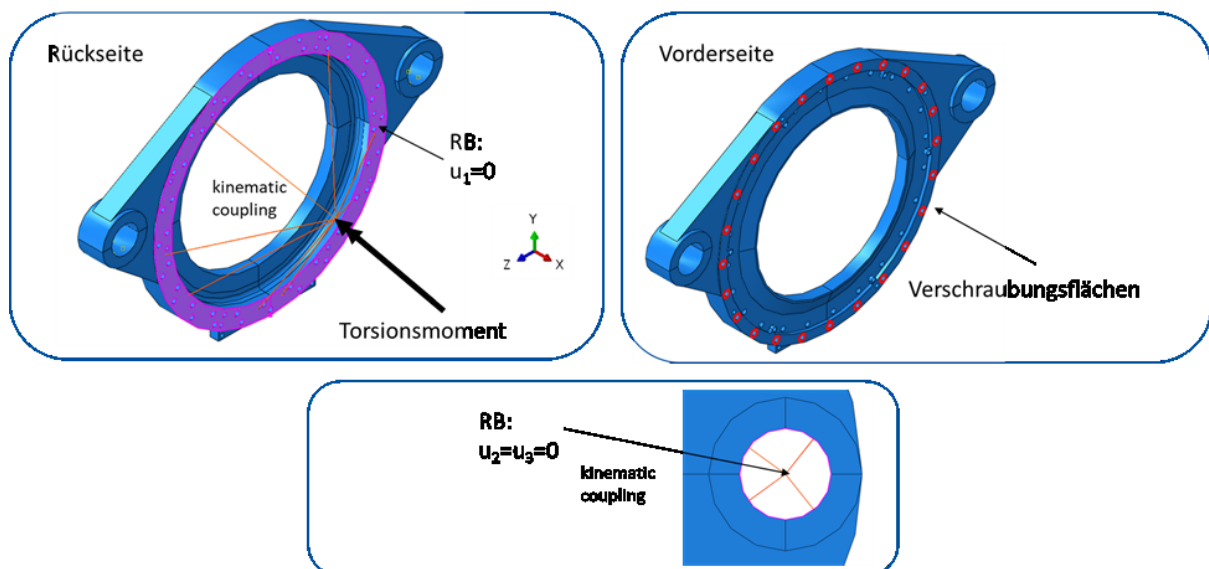 Rückseite
RB:
u₁=0
kinematic
coupling
Y
Z
X
Torsionsmoment
Vorderseite
Verschraubungsflächen
RB:
u₂=u₃=0
kinematic
coupling